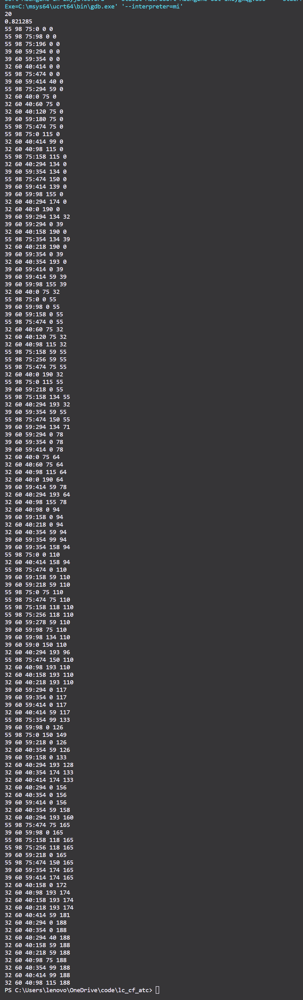 Exe=C:\msys64\ucrt64\bin\gdb.exe' '--interpreter=mi'
20
0.821285
55 98 75:0 0 0
55 98 75:98 0 0
55 98 75:196 0 0
39 60 59:294 0 0
39 60 59:354 0 0
32 60 40:414 0 0
55 98 75:474 0 0
39 60 59:414 40 0
55 98 75:294 59 0
32 60 40:0 75 0
32 60 40:60 75 0
32 60 40:120 75 0
39 60 59:180 75 0
55 98 75:474 75 0
55 98 75:0 115 0
32 60 40:414 99 0
32 60 40:98 115 0
55 98 75:158 115 0
32 60 40:294 134 0
39 60 59:354 134 0
55 98 75:474 150 0
39 60 59:414 139 0
39 60 59:98 155 0
32 60 40:294 174 0
32 60 40:0 190 0
39 60 59:294 134 32
39 60 59:294 0 39
32 60 40:158 190 0
55 98 75:354 134 39
32 60 40:218 190 0
39 60 59:354 0 39
32 60 40:354 193 0
39 60 59:414 0 39
39 60 59:414 59 39
39 60 59:98 155 39
32 60 40:0 75 32
55 98 75:0 0 55
39 60 59:98 0 55
39 60 59:158 0 55
55 98 75:474 0 55
32 60 40:60 75 32
32 60 40:120 75 32
32 60 40:98 115 32
55 98 75:158 59 55
55 98 75:256 59 55
55 98 75:474 75 55
32 60 40:0 190 32
55 98 75:0 115 55
39 60 59:218 0 55
55 98 75:158 134 55
32 60 40:294 193 32
39 60 59:354 59 55
55 98 75:474 150 55
39 60 59:294 134 71
39 60 59:294 0 78
39 60 59:354 0 78
39 60 59:414 0 78
32 60 40:0 75 64
32 60 40:60 75 64
32 60 40:98 115 64
32 60 40:0 190 64
39 60 59:414 59 78
32 60 40:294 193 64
32 60 40:98 155 78
32 60 40:98 0 94
39 60 59:158 0 94
32 60 40:218 0 94
32 60 40:354 59 94
39 60 59:354 99 94
39 60 59:354 158 94
55 98 75:0 0 110
32 60 40:414 158 94
55 98 75:474 0 110
39 60 59:158 59 110
39 60 59:218 59 110
55 98 75:0 75 110
55 98 75:474 75 110
55 98 75:158 118 110
55 98 75:256 118 110
39 60 59:278 59 110
39 60 59:98 75 110
39 60 59:98 134 110
39 60 59:0 150 110
32 60 40:294 193 96
55 98 75:474 150 110
32 60 40:98 193 110
32 60 40:158 193 110
32 60 40:218 193 110
39 60 59:294 0 117
39 60 59:354 0 117
39 60 59:414 0 117
32 60 40:414 59 117
55 98 75:354 99 133
39 60 59:98 0 126
55 98 75:0 150 149
39 60 59:218 0 126
32 60 40:354 59 126
39 60 59:158 0 133
32 60 40:294 193 128
32 60 40:354 174 133
32 60 40:414 174 133
32 60 40:294 0 156
32 60 40:354 0 156
39 60 59:414 0 156
32 60 40:354 59 158
32 60 40:294 193 160
55 98 75:474 75 165
39 60 59:98 0 165
55 98 75:158 118 165
55 98 75:256 118 165
39 60 59:218 0 165
55 98 75:474 150 165
39 60 59:354 174 165
39 60 59:414 174 165
32 60 40:158 0 172
32 60 40:98 193 174
32 60 40:158 193 174
32 60 40:218 193 174
32 60 40:414 59 181
32 60 40:294 0 188
32 60 40:354 0 188
32 60 40:294 40 188
32 60 40:158 59 188
32 60 40:218 59 188
32 60 40:98 75 188
32 60 40:354 99 188
32 60 40:414 99 188
32 60 40:98 115 188
PS C:\Users\lenovo\OneDrive\code\lc_cf_atc>